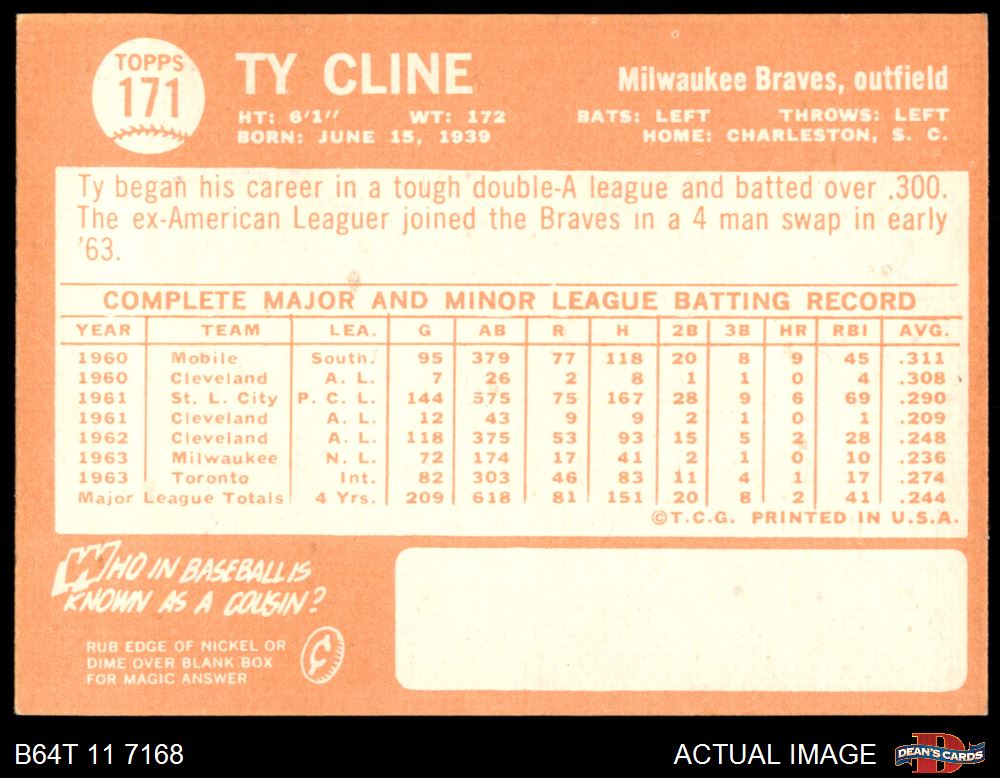 TOPPS
171
TY CLINE
Milwaukee Braves, outfield
HT: 6'1" WT: 172 BATS: LEFT THROWS: LEFT
BORN: JUNE 15, 1939 HOME: CHARLESTON, S. C.
Ty began his career in a tough double-A league and batted over .300.
The ex-American Leaguer joined the Braves in a 4 man swap in early
'63.
COMPLETE MAJOR AND MINOR LEAGUE BATTING RECORD
YEAR TEAM LEA. G AB R H 2B 3B HR RBI AVG.
1960 Mobile South. 95 379 77 118 20 8 9 45 .311
1960 Cleveland A. L. 7 26 2 8 1 1 0 4 .308
1961 St. L. City P. C. L. 144 575 75 167 28 9 6 69 .290
1961 Cleveland A. L. 12 43 9 9 2 1 0 1 .209
1962 Cleveland A. L. 118 375 53 93 15 5 2 28 .248
1963 Milwaukee N. L. 72 174 17 41 2 1 0 10 .236
1963 Toronto Int. 82 303 46 83 11 4 1 17 .274
Major League Totals 4 Yrs. 209 618 81 151 20 8 2 41 .244
©T.C.G. PRINTED IN U.S.A.
WHO IN BASEBALL IS
KNOWN AS A COUSIN?
RUB EDGE OF NICKEL OR
DIME OVER BLANK BOX
FOR MAGIC ANSWER
B64T 11 7168
ACTUAL IMAGE
DEAN'S CARDS